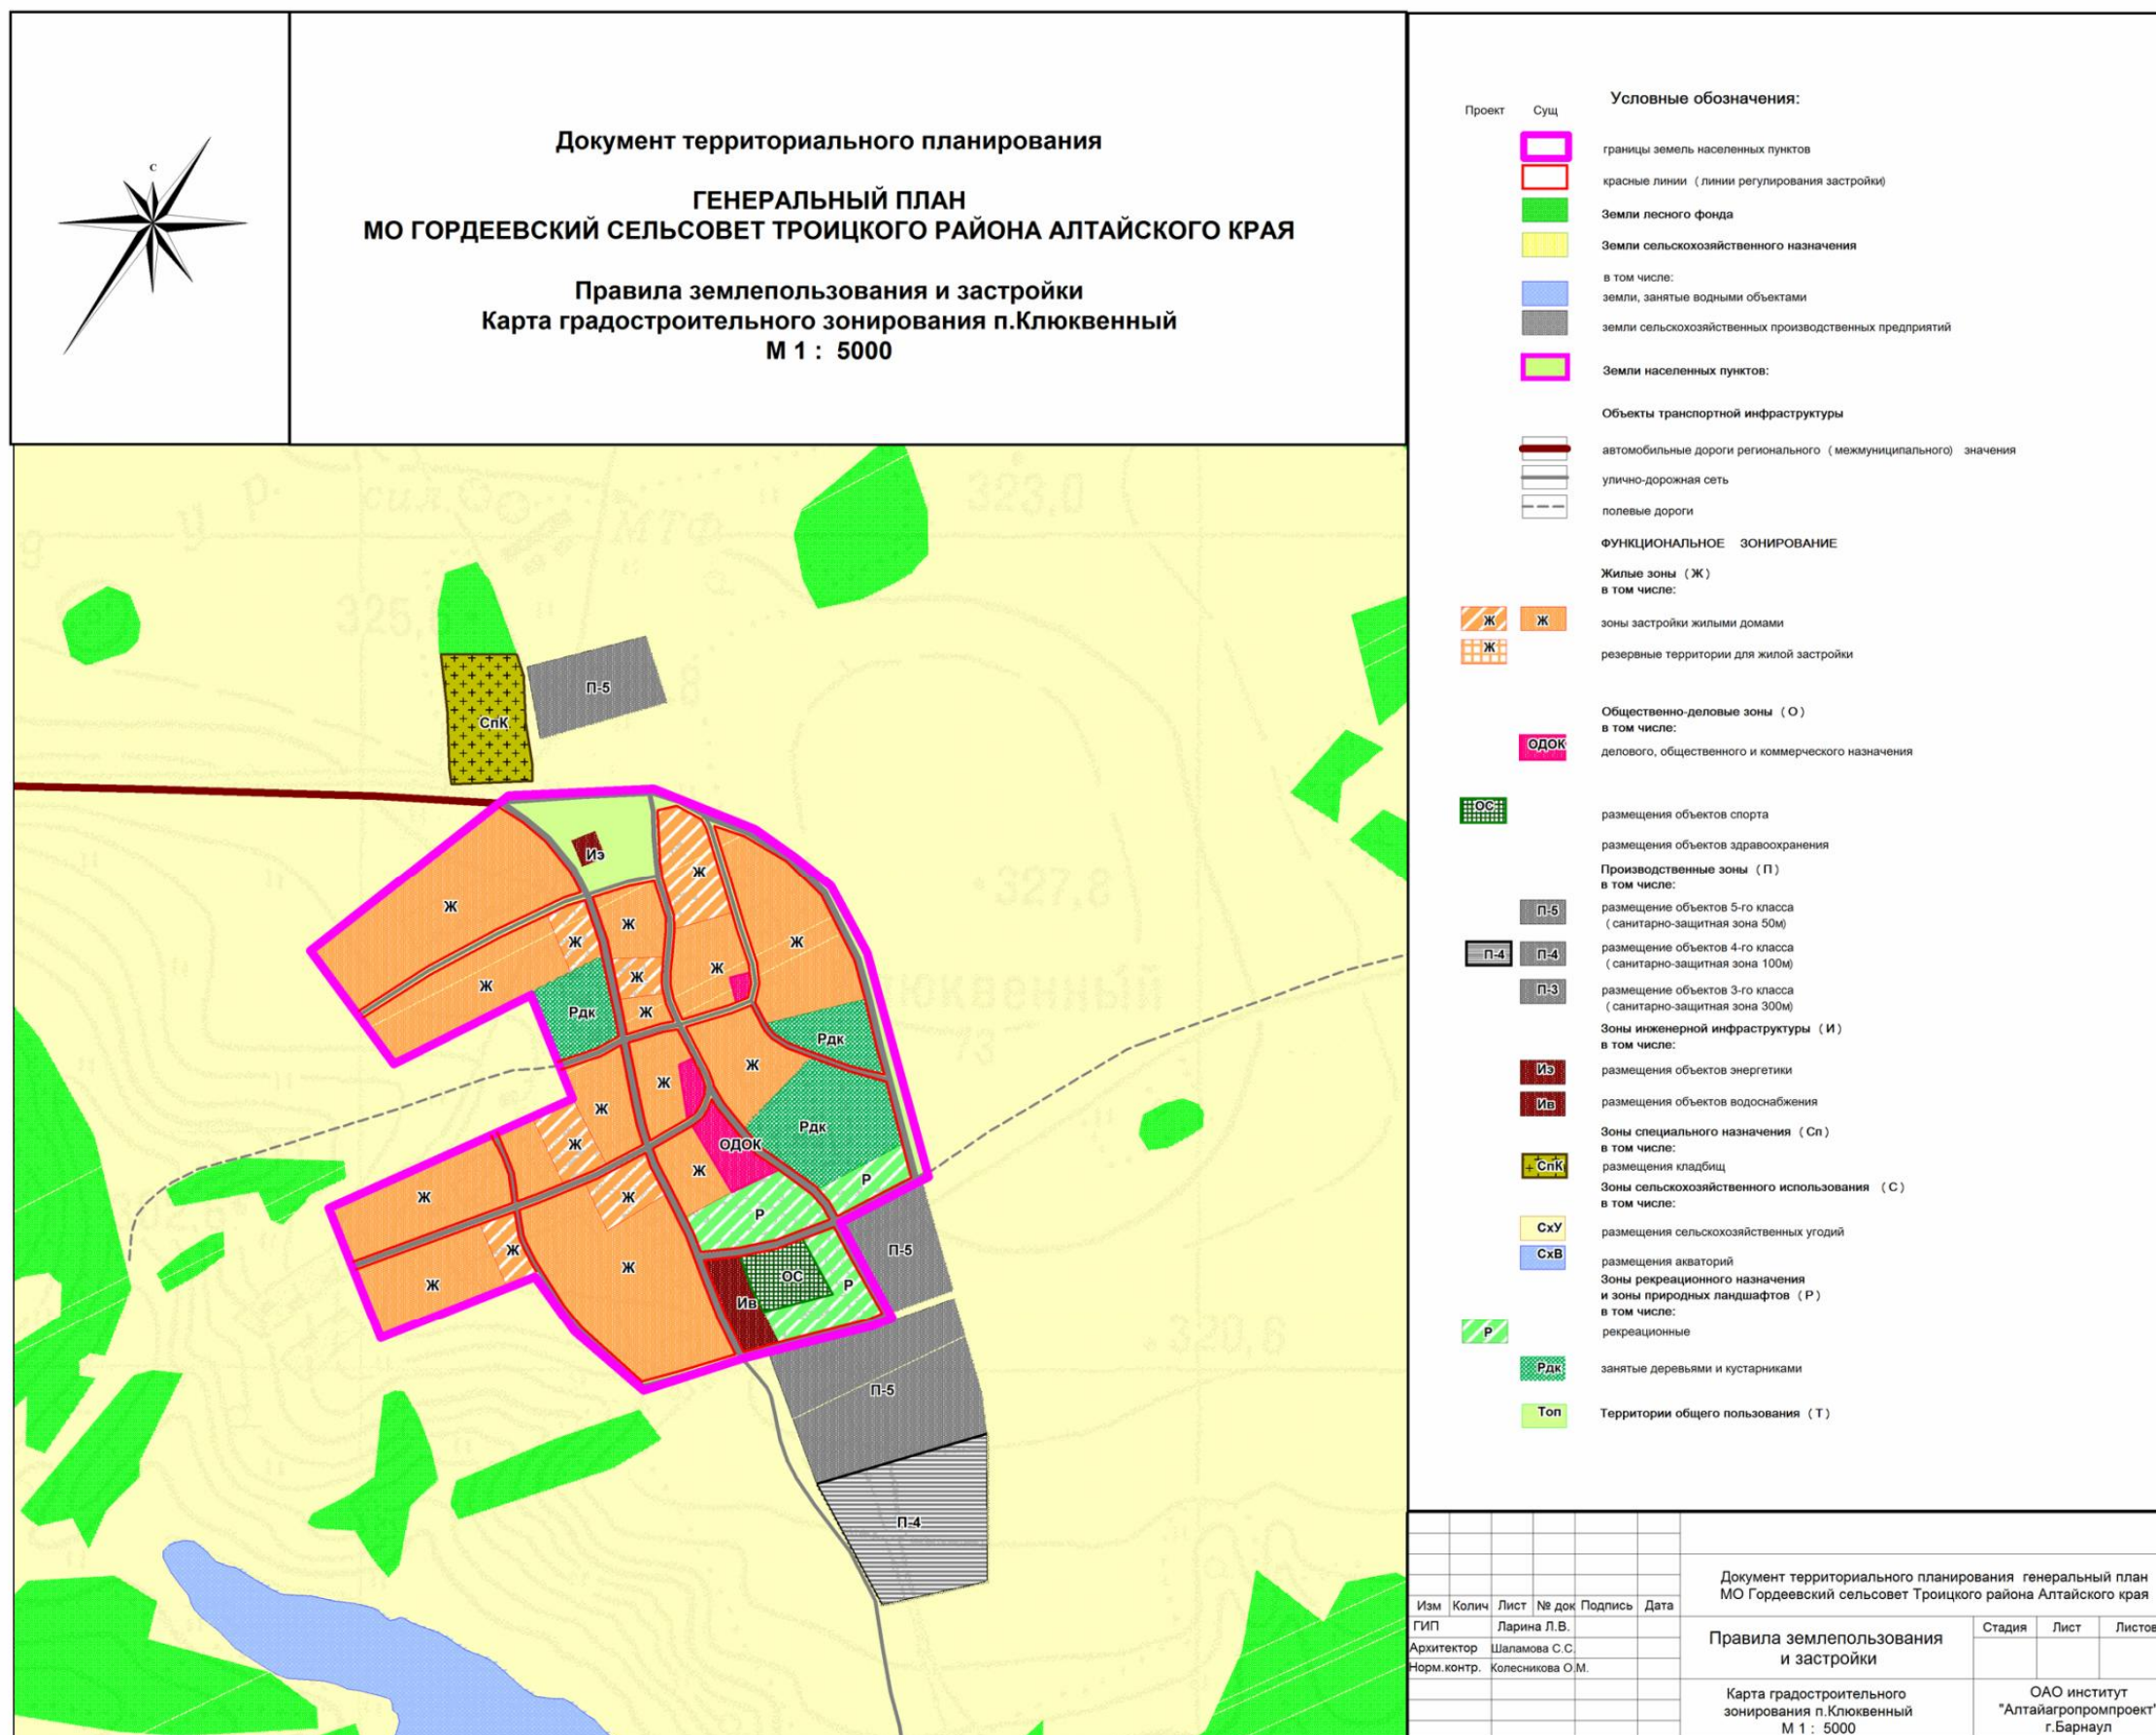 С
Документ территориального планирования
ГЕНЕРАЛЬНЫЙ ПЛАН
МО ГОРДЕЕВСКИЙ СЕЛЬСОВЕТ ТРОИЦКОГО РАЙОНА АЛТАЙСКОГО КРАЯ
Правила землепользования и застройки
Карта градостроительного зонирования п.Клюквенный
М 1 : 5000
сил.
МТФ
323,0
П-5
СпК
Иэ
Ж
327,8
Ж
Ж
Ж
Ж
Ж
Ж
Ж
Ж
Рдк
Ж
Рдк
73
Ж
Ж
Ж
Рдк
Ж
ОДОК
Ж
Р
Ж
Ж
Р
Ж
П-5
Ж
ОС
Р
Ж
Ив
320,6
П-5
П-4
Условные обозначения:
Проект Сущ
границы земель населенных пунктов
красные линии ( линии регулирования застройки)
Земли лесного фонда
Земли сельскохозяйственного назначения
в том числе:
земли, занятые водными объектами
земли сельскохозяйственных производственных предприятий
Земли населенных пунктов:
Объекты транспортной инфраструктуры
автомобильные дороги регионального ( межмуниципального) значения
улично-дорожная сеть
полевые дороги
ФУНКЦИОНАЛЬНОЕ ЗОНИРОВАНИЕ
Жилые зоны ( Ж )
в том числе:
Ж Ж зоны застройки жилыми домами
Ж резервные территории для жилой застройки
Общественно-деловые зоны ( О )
в том числе:
ОДОК делового, общественного и коммерческого назначения
ОС размещения объектов спорта
размещения объектов здравоохранения
Производственные зоны ( П )
в том числе:
П-5 размещение объектов 5-го класса
( санитарно-защитная зона 50м)
П-4 П-4 размещение объектов 4-го класса
( санитарно-защитная зона 100м)
П-3 размещение объектов 3-го класса
( санитарно-защитная зона 300м)
Зоны инженерной инфраструктуры ( И )
в том числе:
Иэ размещения объектов энергетики
Ив размещения объектов водоснабжения
Зоны специального назначения ( Сп )
в том числе:
СпК размещения кладбищ
Зоны сельскохозяйственного использования ( С )
в том числе:
СхУ размещения сельскохозяйственных угодий
СхВ размещения акваторий
Зоны рекреационного назначения
и зоны природных ландшафтов ( Р )
в том числе:
Р рекреационные
Рдк занятые деревьями и кустарниками
Топ Территории общего пользования ( Т )
Документ территориального планирования генеральный план
МО Гордеевский сельсовет Троицкого района Алтайского края
Изм Колич Лист № док Подпись Дата
ГИП Ларина Л.В.
Архитектор Шаламова С.С.
Норм.контр. Колесникова О.М.
Правила землепользования
и застройки
Стадия Лист Листов
Карта градостроительного
зонирования п.Клюквенный
М 1 : 5000
ОАО институт
"Алтайагропромпроект"
г.Барнаул